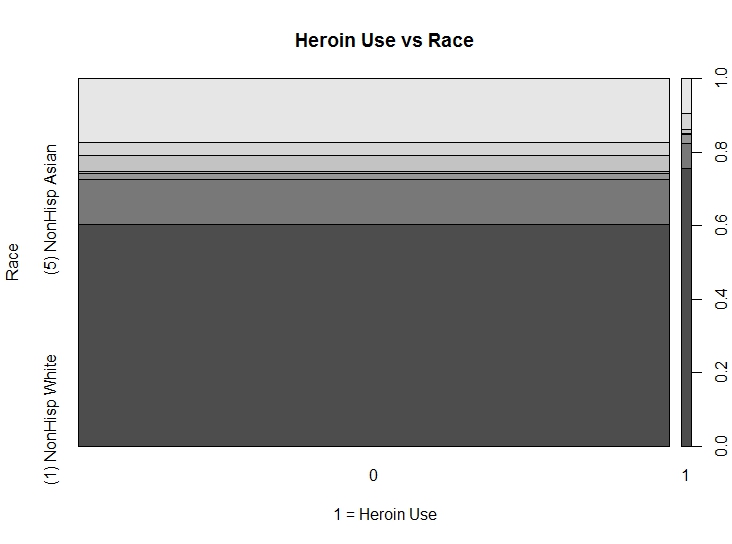 Heroin Use vs Race
Race
(5) NonHisp Asian
(1) NonHisp White
1.0
0.8
0.6
0.4
0.2
0.0
0
1
1 = Heroin Use